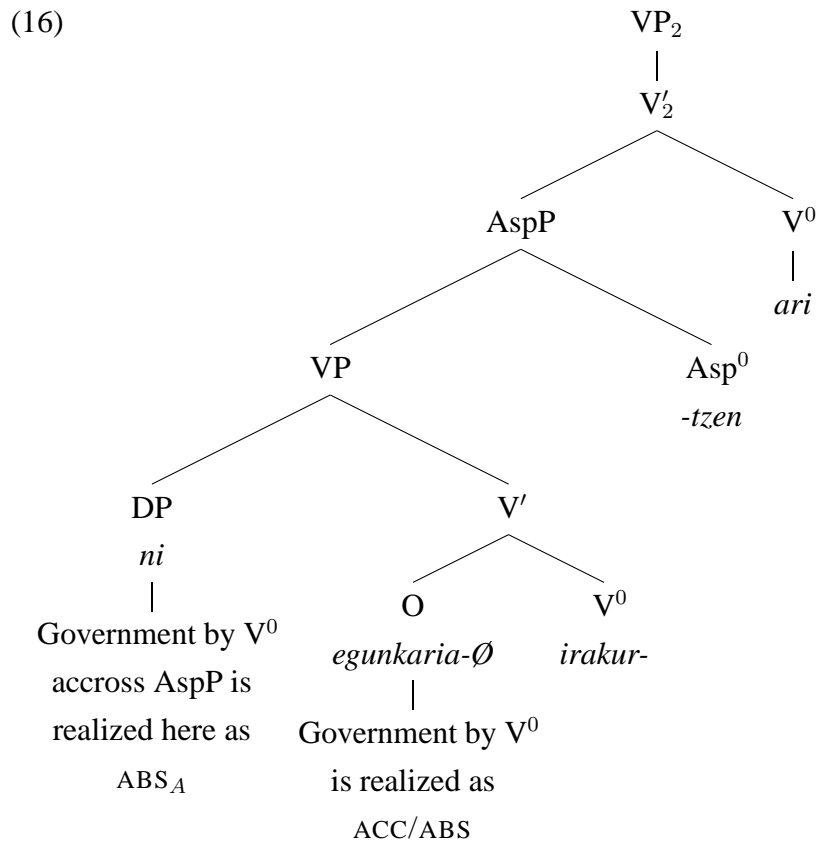 (16)
VP₂
V′₂
AspP V⁰
ari
VP Asp⁰
-tzen
DP V′
ni
O V⁰
Government by V⁰
egunkaria-Ø irakur-
accross AspP is
realized here as
Government by V⁰
ABS_A
is realized as
ACC/ABS